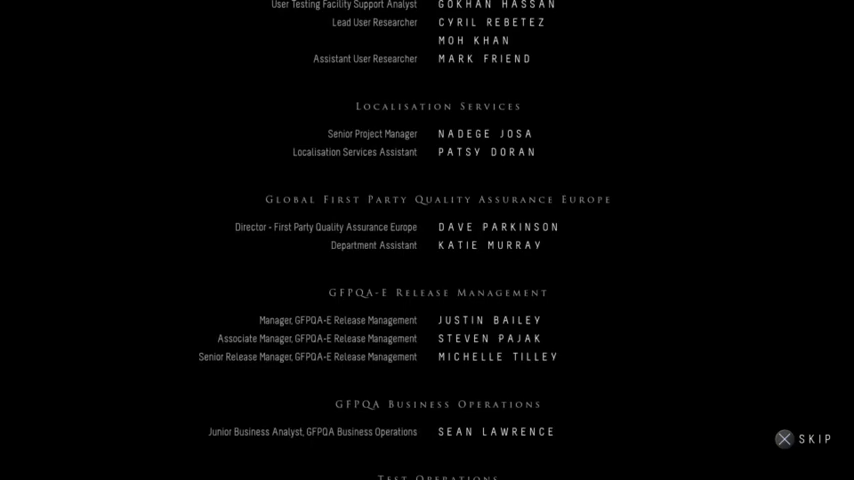 User Testing Facility Support Analyst GOKHAN HASSAN
Lead User Researcher CYRIL REBETEZ
MOH KHAN
Assistant User Researcher MARK FRIEND
LOCALISATION SERVICES
Senior Project Manager NADEGE JOSA
Localisation Services Assistant PATSY DORAN
GLOBAL FIRST PARTY QUALITY ASSURANCE EUROPE
Director - First Party Quality Assurance Europe DAVE PARKINSON
Department Assistant KATIE MURRAY
GFPQA-E RELEASE MANAGEMENT
Manager, GFPQA-E Release Management JUSTIN BAILEY
Associate Manager, GFPQA-E Release Management STEVEN PAJAK
Senior Release Manager, GFPQA-E Release Management MICHELLE TILLEY
GFPQA BUSINESS OPERATIONS
Junior Business Analyst, GFPQA Business Operations SEAN LAWRENCE
SKIP
TEST OPERATIONS